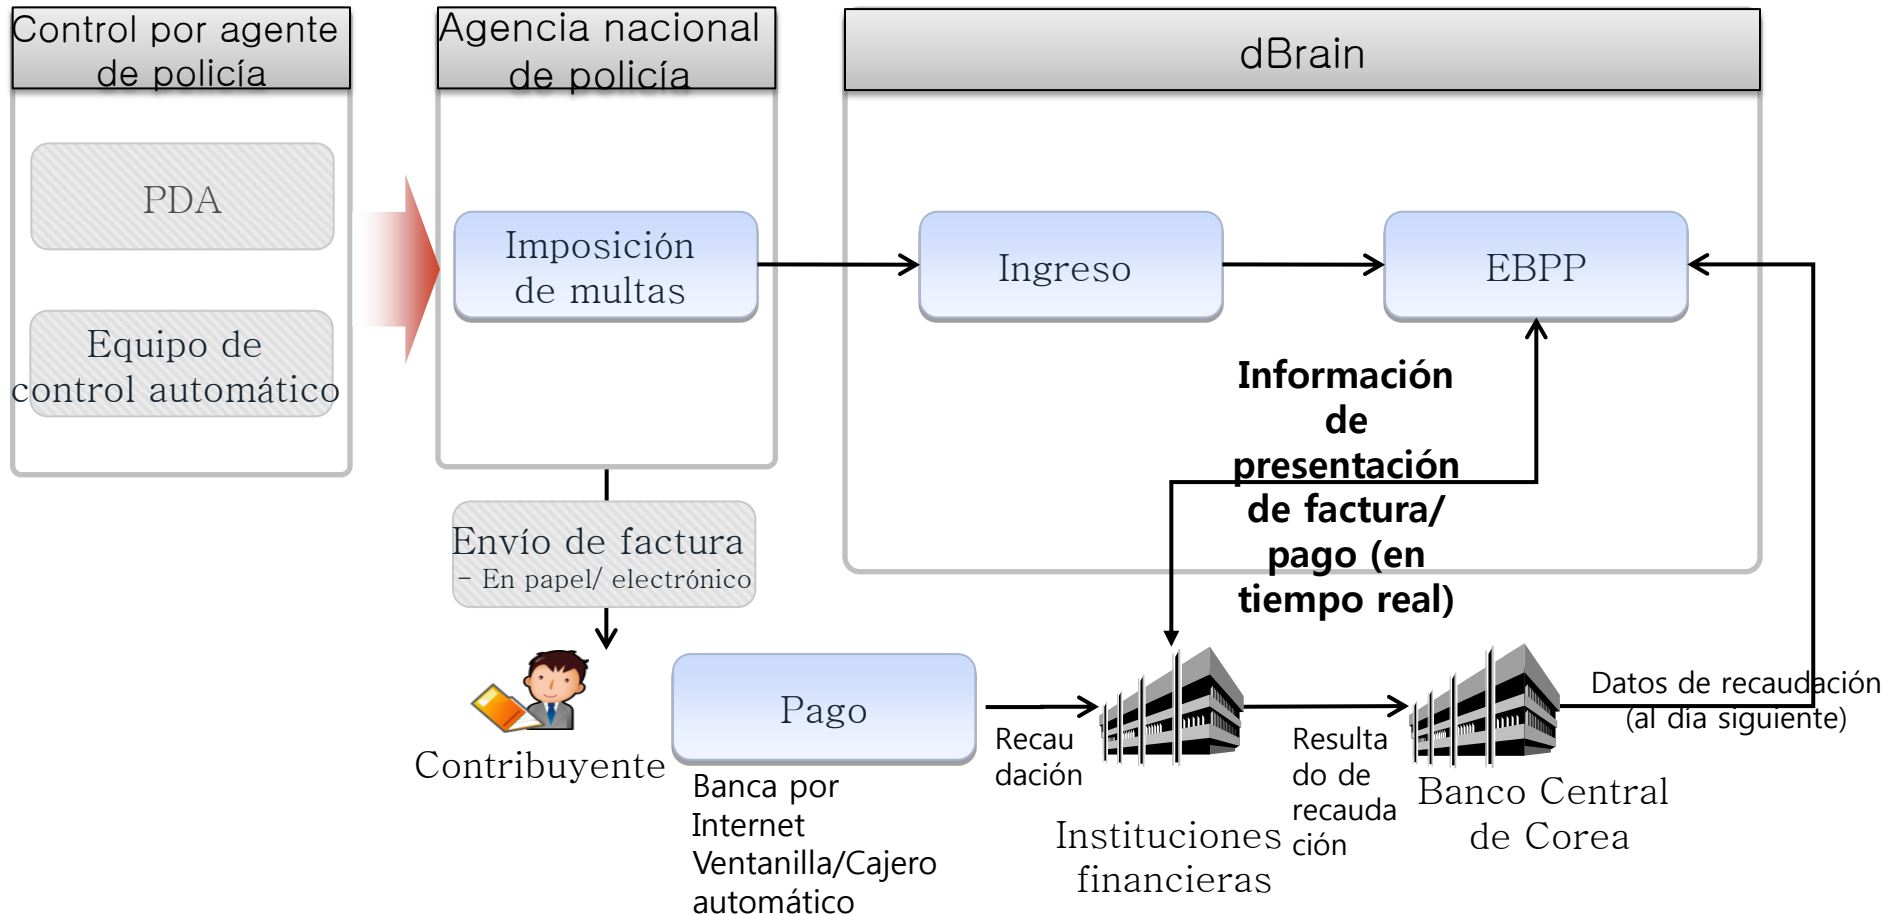 Control por agente
de policía
Agencia nacional
de policía
dBrain
PDA
Equipo de
control automático
Imposición
de multas
Ingreso
EBPP
Información
de
presentación
de factura/
pago (en
tiempo real)
Envío de factura
- En papel/ electrónico
Contribuyente
Pago
Banca por
Internet
Ventanilla/Cajero
automático
Recau
dación
Instituciones
financieras
Resulta
do de
recauda
ción
Banco Central
de Corea
Datos de recaudación
(al día siguiente)